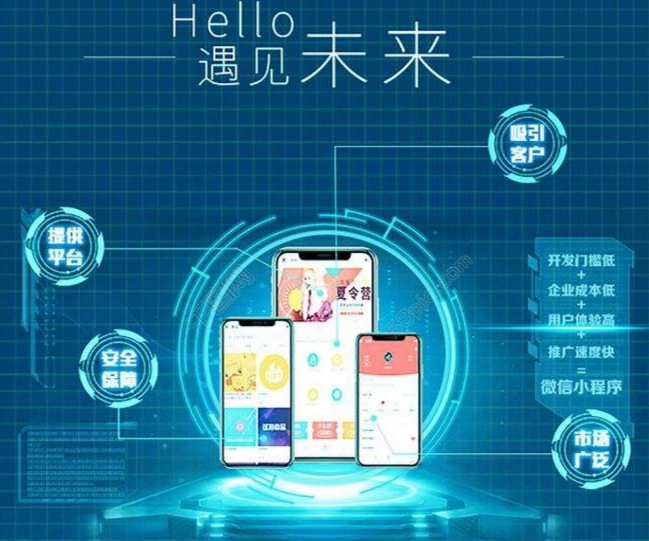 Hello
遇见未来
吸引
客户
提供
平台
开发门槛低
+
企业成本低
+
用户体验高
+
推广速度快
=
微信小程序
夏令营
安全
保障
市场
广泛